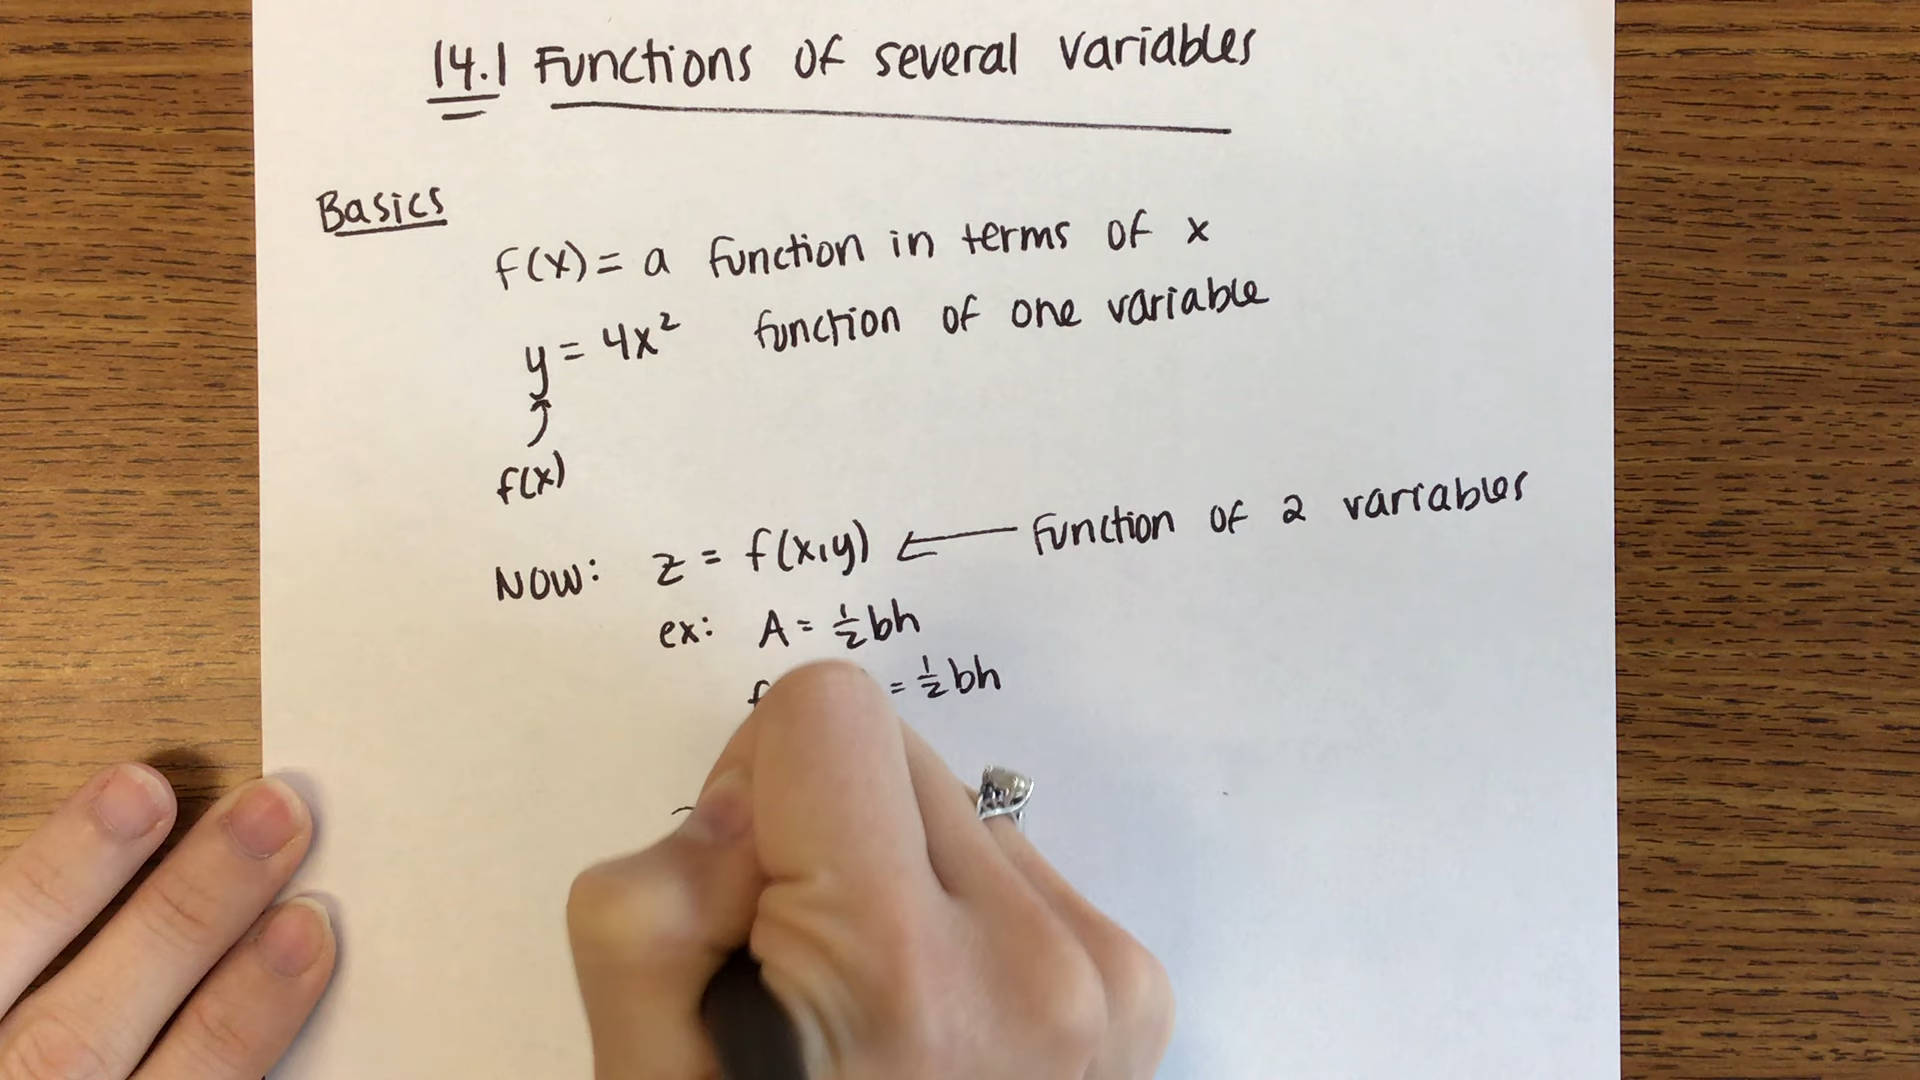 14.1 Functions of several variables
Basics
f(x) = a function in terms of x
y = 4x² function of one variable
f(x)
Now: z = f(x,y) ← Function of 2 variables
ex: A = ½bh
f = ½bh